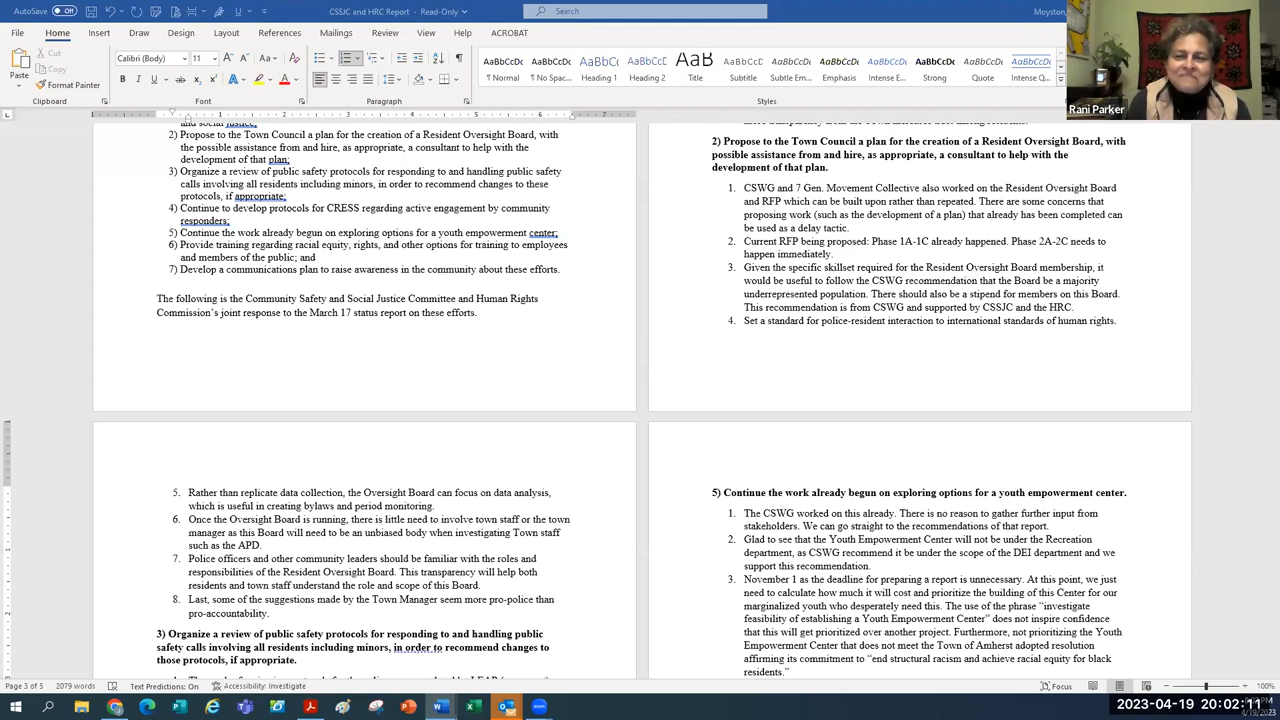 AutoSave
Off
CSSJC and HRC Report - Read-Only
Search
Moyston,
File
Home
Insert
Draw
Design
Layout
References
Mailings
Review
View
Help
ACROBAT
Paste
Cut
Copy
Format Painter
Calibri (Body)
11
Clipboard
Font
Paragraph
Styles
AaBbCcDc AaBbCcDc AaBbC( AaBbCcD AaB AaBbCcD AaBbCcDc AaBbCcDc AaBbCcDc AaBbCcDc AaBbCcDc AaBbCcDc
¶ Normal
¶ No Spac...
Heading 1
Heading 2
Title
Subtitle
Subtle Em...
Emphasis
Intense E...
Strong
Quote
Intense Q...
Rani Parker
and social justice;
2) Propose to the Town Council a plan for the creation of a Resident Oversight Board, with
the possible assistance from and hire, as appropriate, a consultant to help with the
development of that plan;
3) Organize a review of public safety protocols for responding to and handling public safety
calls involving all residents including minors, in order to recommend changes to these
protocols, if appropriate;
4) Continue to develop protocols for CRESS regarding active engagement by community
responders;
5) Continue the work already begun on exploring options for a youth empowerment center;
6) Provide training regarding racial equity, rights, and other options for training to employees
and members of the public; and
7) Develop a communications plan to raise awareness in the community about these efforts.
The following is the Community Safety and Social Justice Committee and Human Rights
Commission's joint response to the March 17 status report on these efforts.
2) Propose to the Town Council a plan for the creation of a Resident Oversight Board, with
possible assistance from and hire, as appropriate, a consultant to help with the
development of that plan.
1. CSWG and 7 Gen. Movement Collective also worked on the Resident Oversight Board
and RFP which can be built upon rather than repeated. There are some concerns that
proposing work (such as the development of a plan) that already has been completed can
be used as a delay tactic.
2. Current RFP being proposed: Phase 1A-1C already happened. Phase 2A-2C needs to
happen immediately.
3. Given the specific skillset required for the Resident Oversight Board membership, it
would be useful to follow the CSWG recommendation that the Board be a majority
underrepresented population. There should also be a stipend for members on this Board.
This recommendation is from CSWG and supported by CSSJC and the HRC.
4. Set a standard for police-resident interaction to international standards of human rights.
5. Rather than replicate data collection, the Oversight Board can focus on data analysis,
which is useful in creating bylaws and period monitoring.
6. Once the Oversight Board is running, there is little need to involve town staff or the town
manager as this Board will need to be an unbiased body when investigating Town staff
such as the APD.
7. Police officers and other community leaders should be familiar with the roles and
responsibilities of the Resident Oversight Board. This transparency will help both
residents and town staff understand the role and scope of this Board.
8. Last, some of the suggestions made by the Town Manager seem more pro-police than
pro-accountability.
3) Organize a review of public safety protocols for responding to and handling public
safety calls involving all residents including minors, in order to recommend changes to
those protocols, if appropriate.
5) Continue the work already begun on exploring options for a youth empowerment center.
1. The CSWG worked on this already. There is no reason to gather further input from
stakeholders. We can go straight to the recommendations of that report.
2. Glad to see that the Youth Empowerment Center will not be under the Recreation
department, as CSWG recommend it be under the scope of the DEI department and we
support this recommendation.
3. November 1 as the deadline for preparing a report is unnecessary. At this point, we just
need to calculate how much it will cost and prioritize the building of this Center for our
marginalized youth who desperately need this. The use of the phrase “investigate
feasibility of establishing a Youth Empowerment Center” does not inspire confidence
that this will get prioritized over another project. Furthermore, not prioritizing the Youth
Empowerment Center that does not meet the Town of Amherst adopted resolution
affirming its commitment to “end structural racism and achieve racial equity for black
residents.”
Page 3 of 5
2079 words
Text Predictions: On
Accessibility: Investigate
Focus
100%
2023-04-19 20:02:11